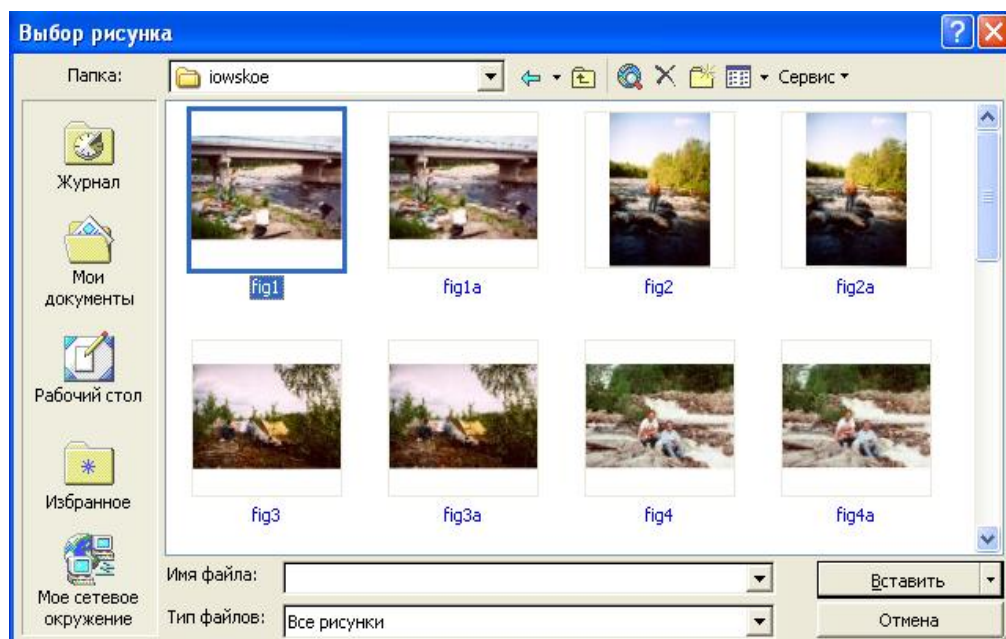 Выбор рисунка
Папка:
iowskoe
Сервис
Журнал
Мои
документы
Рабочий стол
Избранное
Мое сетевое
окружение
fig1
fig1a
fig2
fig2a
fig3
fig3a
fig4
fig4a
Имя файла:
Вставить
Тип файлов:
Все рисунки
Отмена